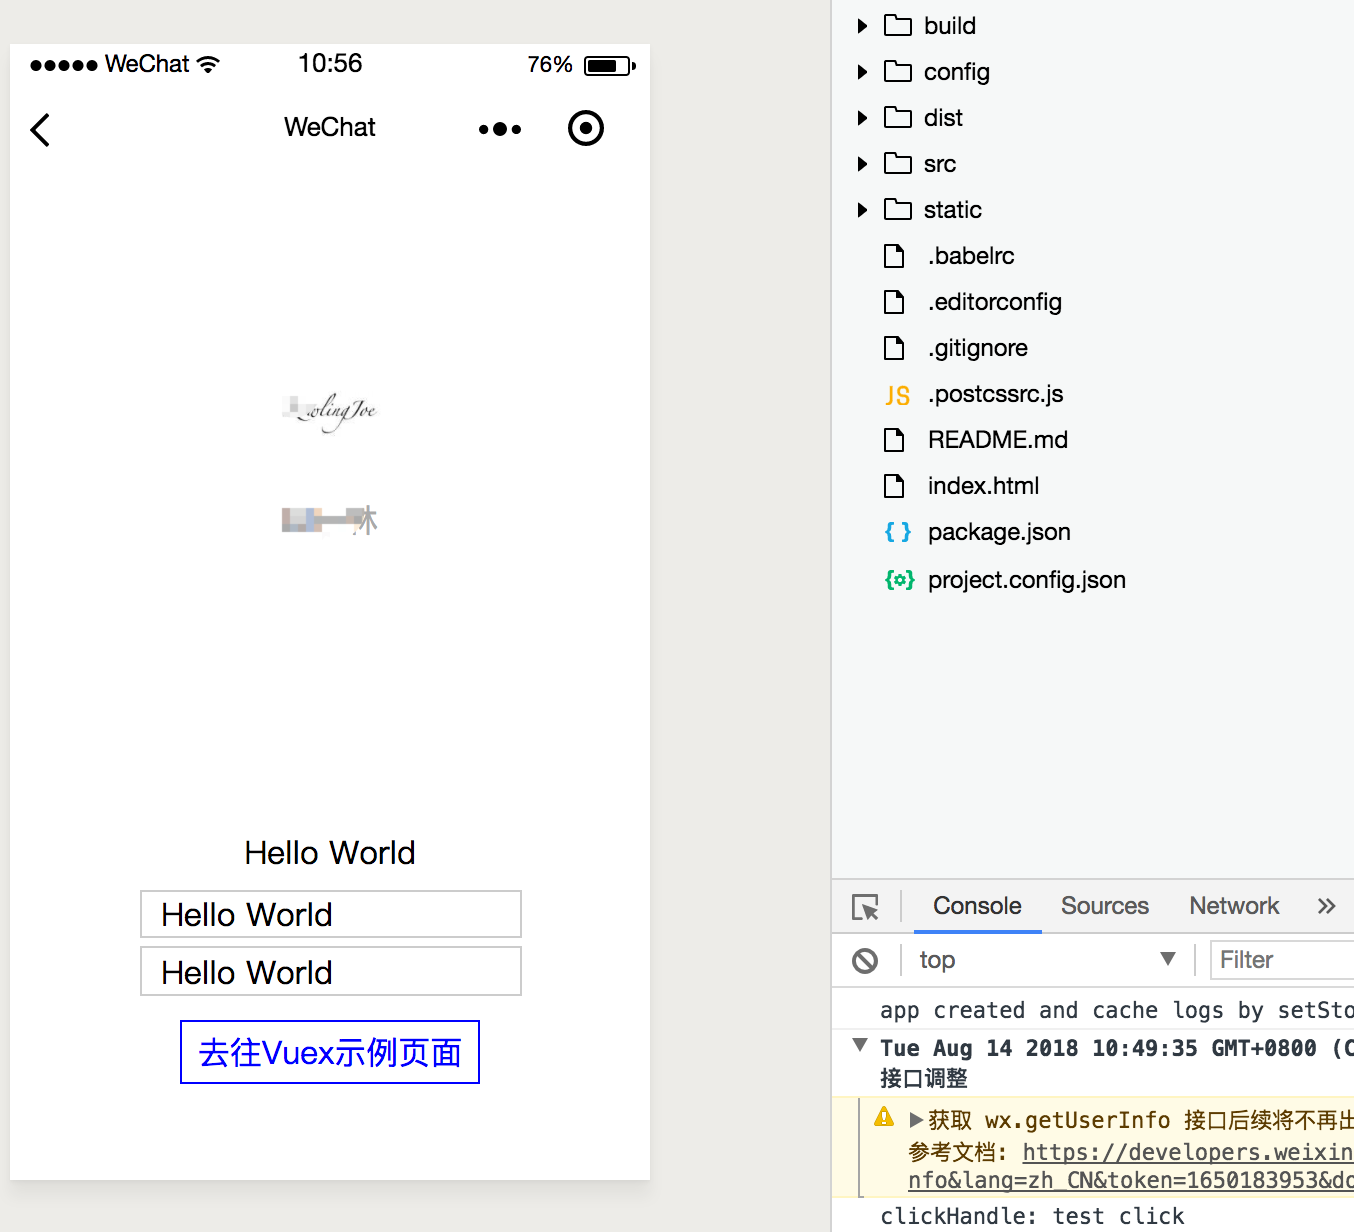 WeChat
10:56
76%
WeChat
wlingJoe
休
Hello World
Hello World
Hello World
去往Vuex示例页面
build
config
dist
src
static
.babelrc
.editorconfig
.gitignore
JS .postcssrc.js
README.md
index.html
{ } package.json
project.config.json
Console Sources Network »
top Filter
app created and cache logs by setSto
Tue Aug 14 2018 10:49:35 GMT+0800 (C
接口调整
获取 wx.getUserInfo 接口后续将不再出
参考文档: https://developers.weixin
nfo&lang=zh_CN&token=1650183953&do
clickHandle: test click